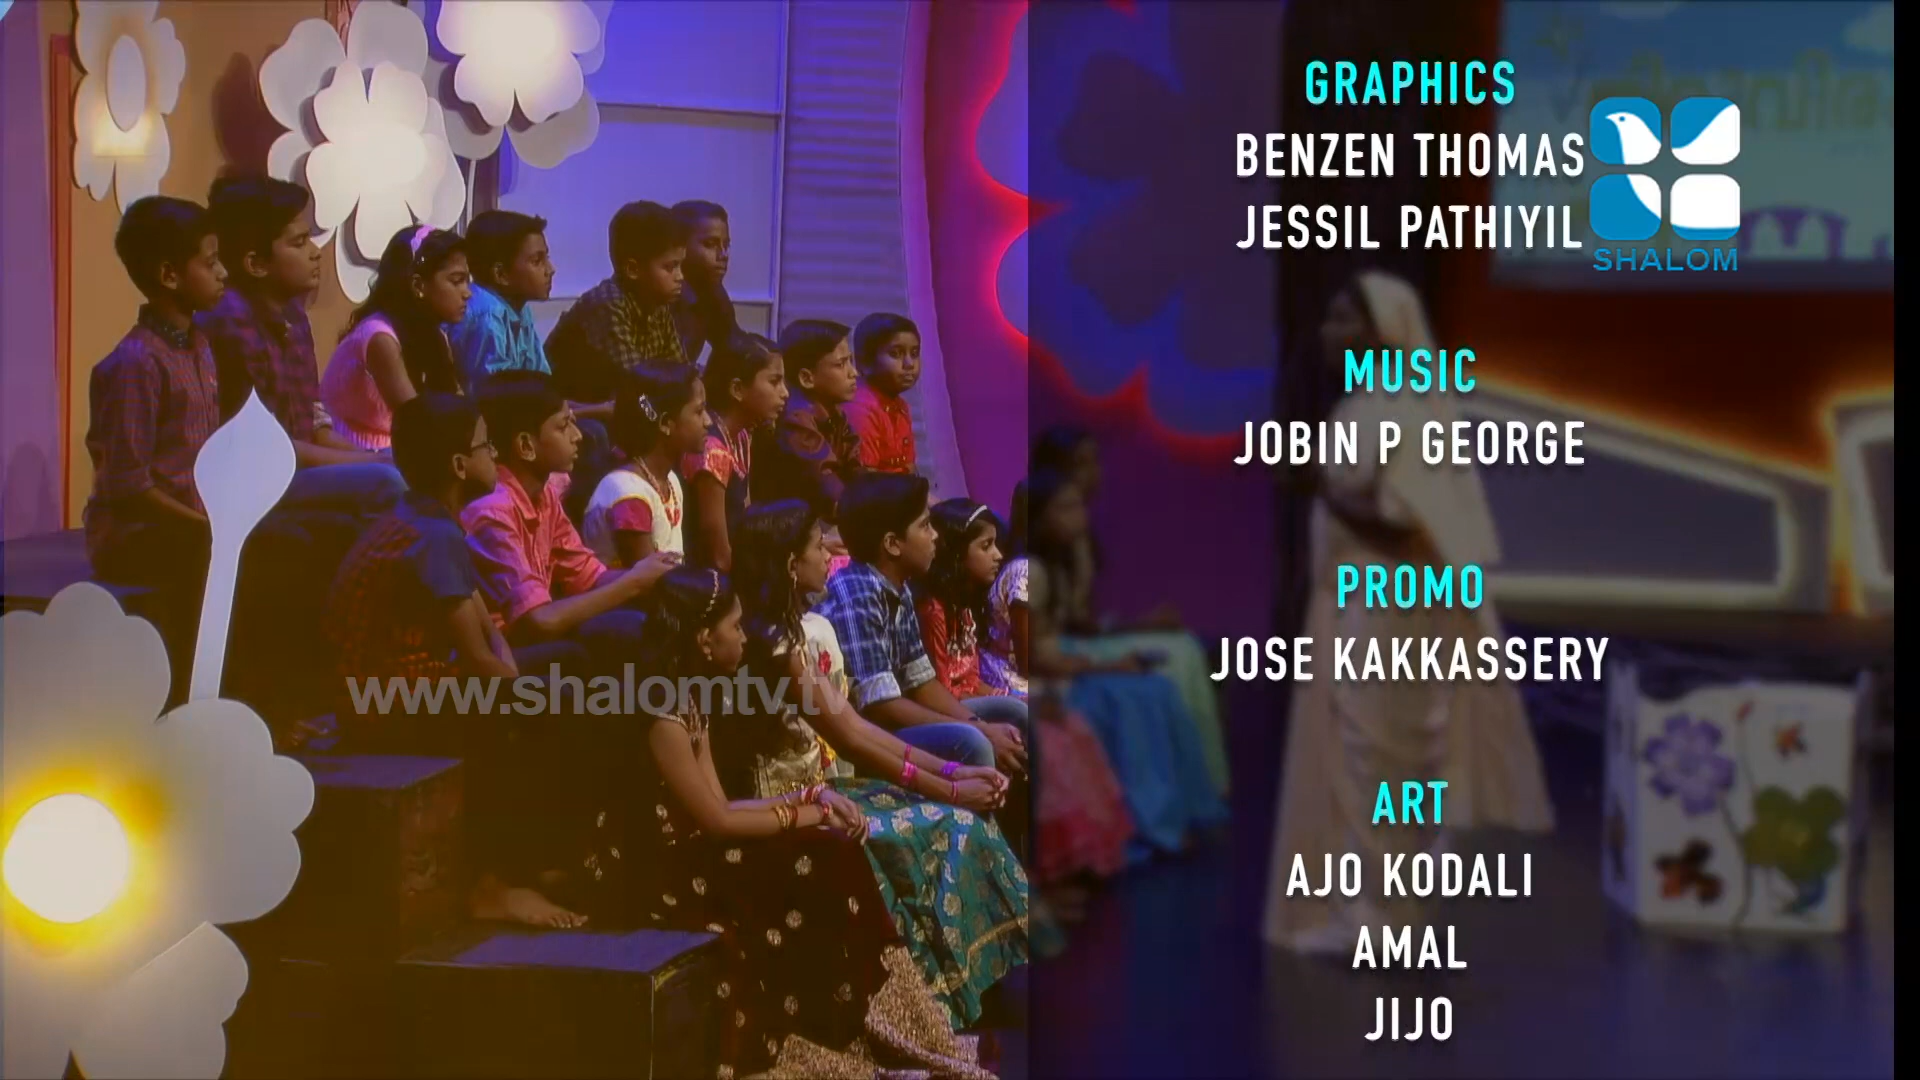 GRAPHICS
BENZEN THOMAS
JESSIL PATHIYIL
SHALOM
MUSIC
JOBIN P GEORGE
PROMO
JOSE KAKKASSERY
www.shalomtv.tv
ART
AJO KODALI
AMAL
JIJO